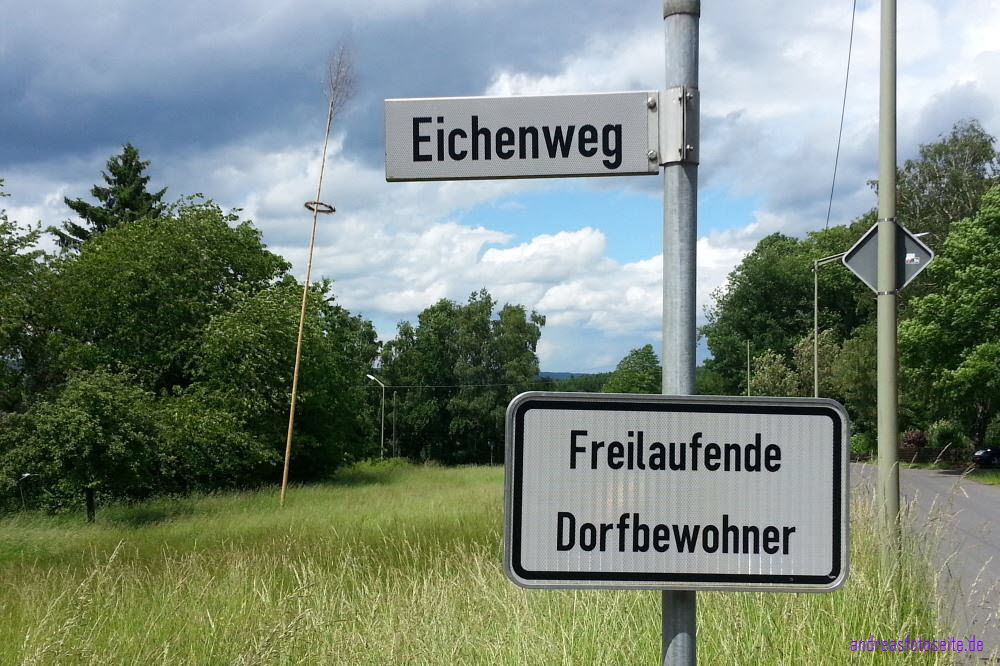 Eichenweg
Freilaufende
Dorfbewohner
andreasfotoseite.de